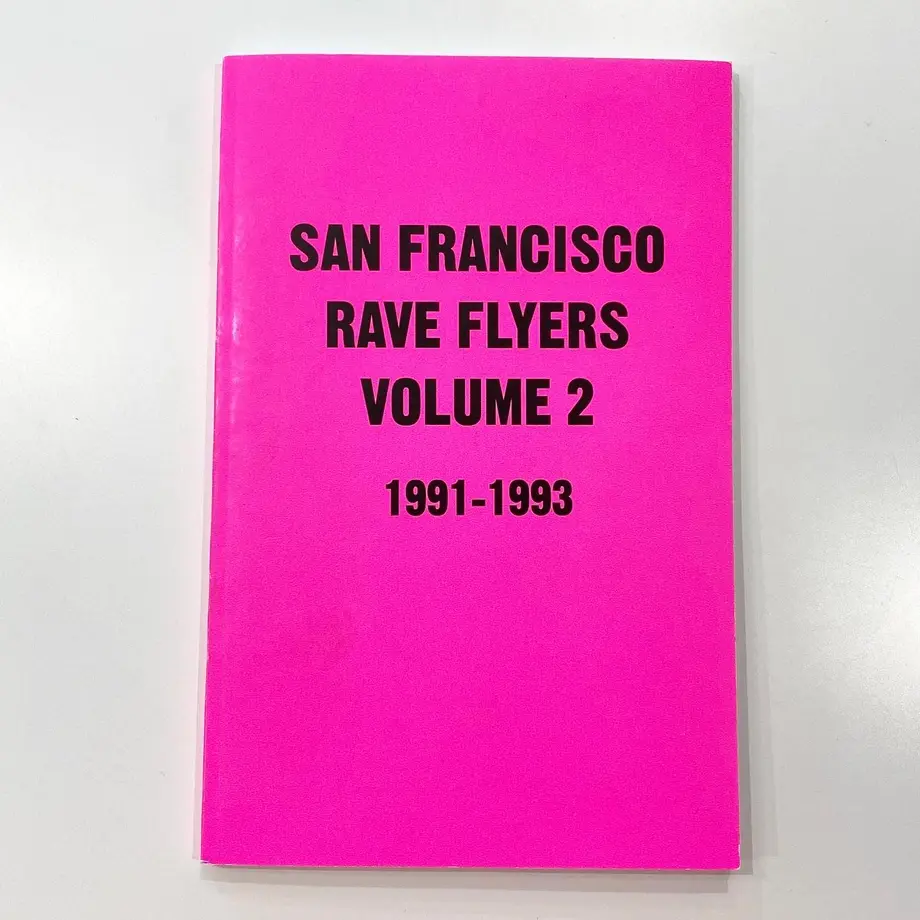 SAN FRANCISCO
RAVE FLYERS
VOLUME 2
1991-1993